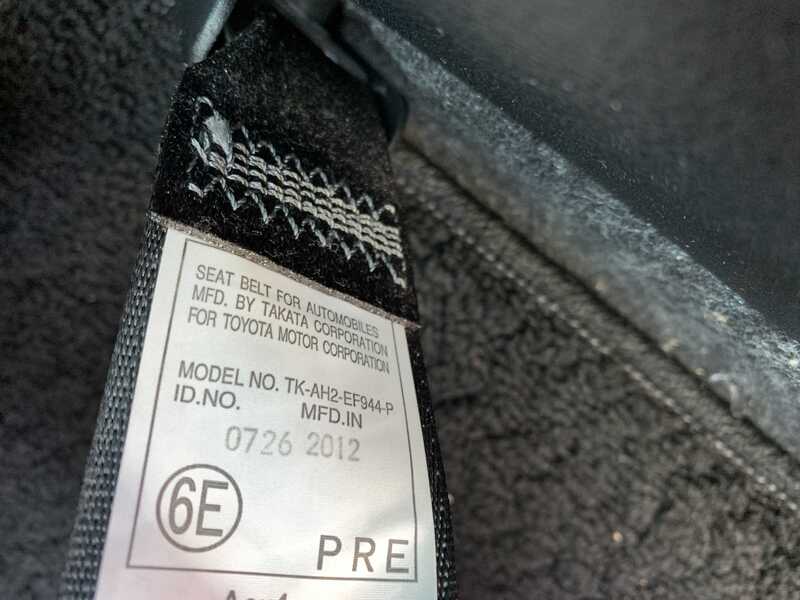 SEAT BELT FOR AUTOMOBILES
MFD. BY TAKATA CORPORATION
FOR TOYOTA MOTOR CORPORATION
MODEL NO. TK-AH2-EF944-P
ID.NO. MFD.IN
0726 2012
6E
PRE